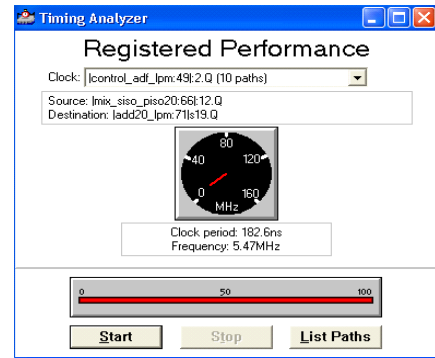 Timing Analyzer
Registered Performance
Clock: |control_adf_lpm:49|:2.Q (10 paths)
Source: |mix_siso_piso20:66|:12.Q
Destination: |add20_lpm:71|s19.Q
80
40 120
0 160
MHz
Clock period: 182.6ns
Frequency: 5.47MHz
0 50 100
Start Stop List Paths